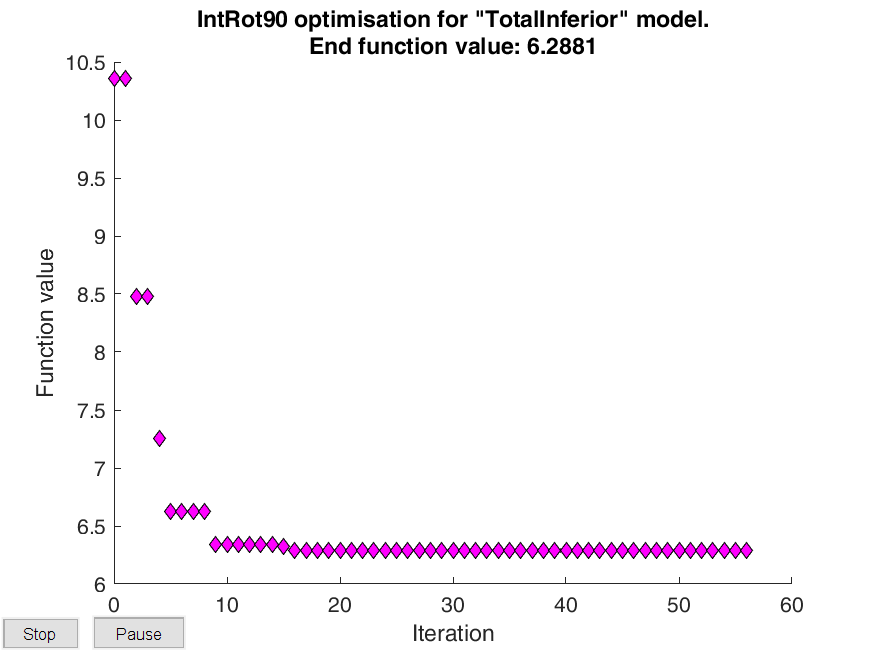 IntRot90 optimisation for "TotalInferior" model.
End function value: 6.2881
10.5
10
9.5
9
8.5
8
7.5
7
6.5
6
Function value
0 10 20 30 40 50 60
Iteration
Stop Pause